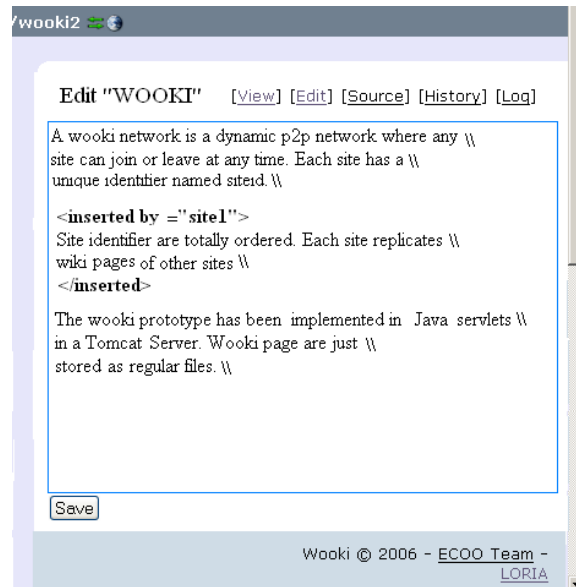 /wooki2
Edit "WOOKI" [View] [Edit] [Source] [History] [Log]
A wooki network is a dynamic p2p network where any \\
site can join or leave at any time. Each site has a \\
unique identifier named siteid. \\
<inserted by ="site1">
Site identifier are totally ordered. Each site replicates \\
wiki pages of other sites \\
</inserted>
The wooki prototype has been implemented in Java servlets \\
in a Tomcat Server. Wooki page are just \\
stored as regular files. \\
Save
Wooki © 2006 - ECOO Team -
LORIA